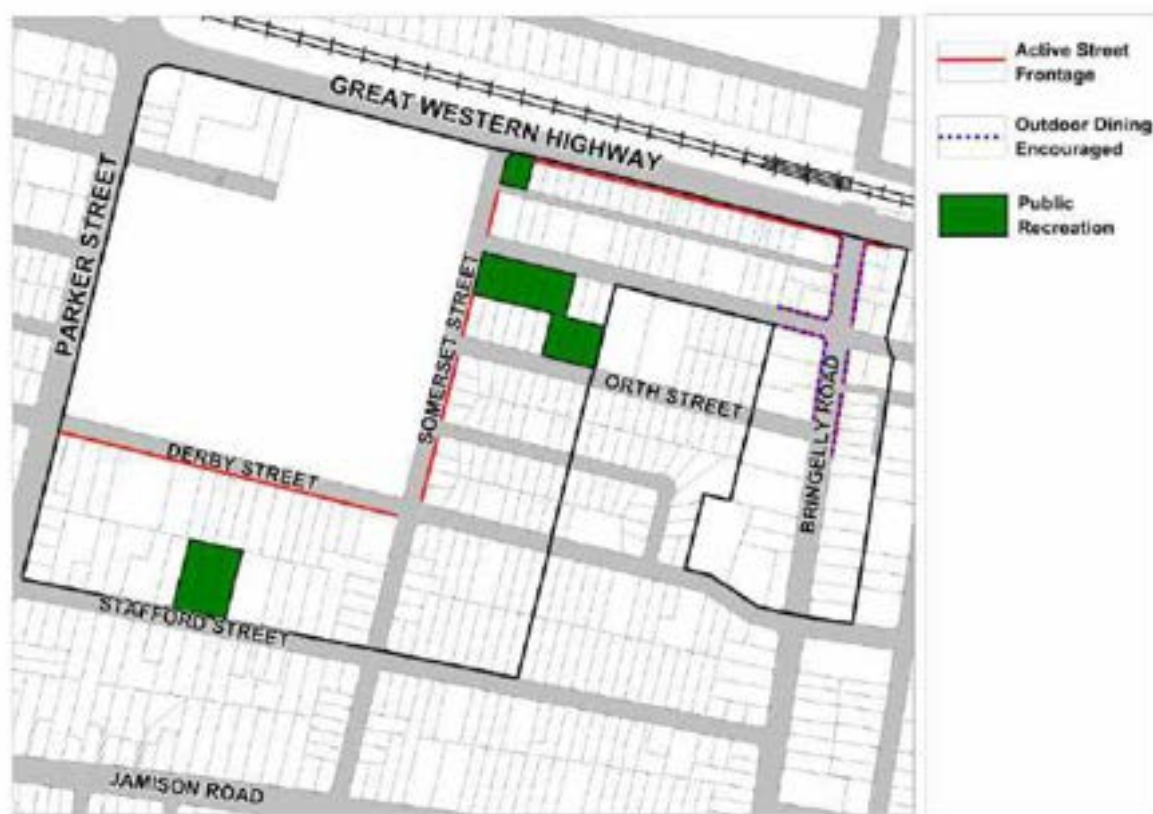 GREAT WESTERN HIGHWAY
PARKER STREET
SOMERSET STREET
ORTH STREET
BRINGELLY ROAD
DERBY STREET
STAFFORD STREET
JAMISON ROAD
Active Street
Frontage
Outdoor Dining
Encouraged
Public
Recreation